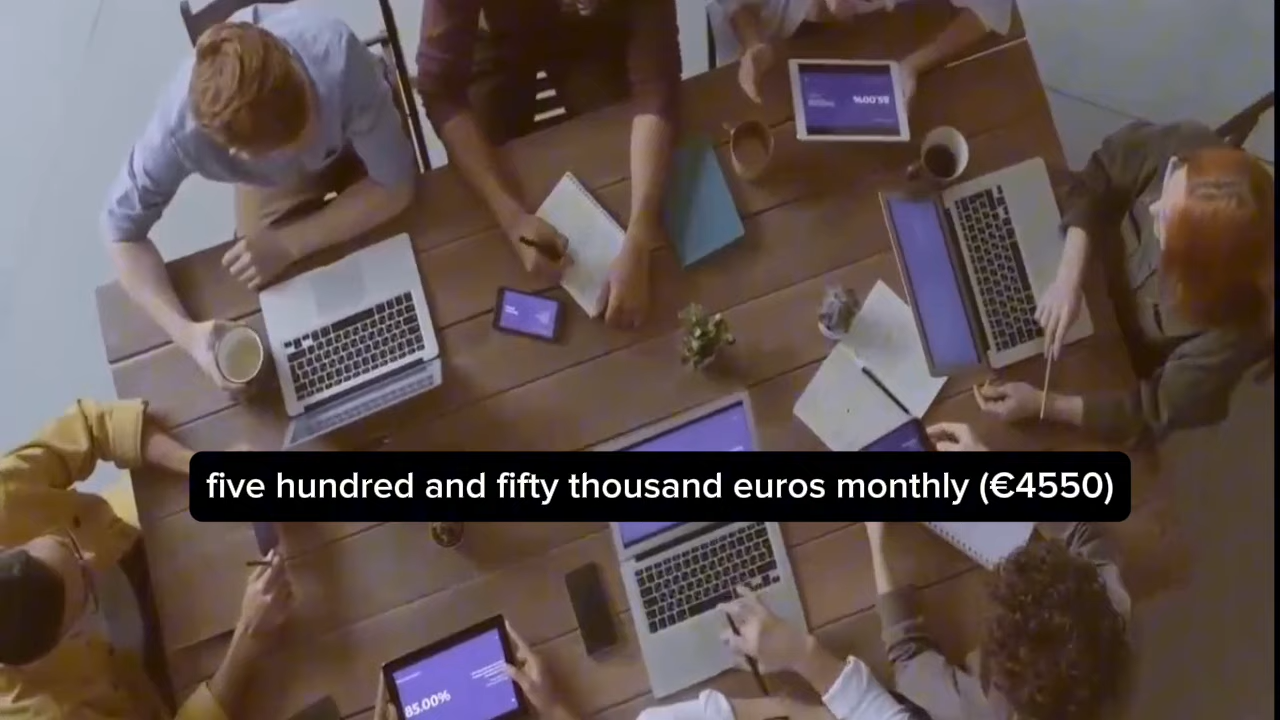 85.00%
five hundred and fifty thousand euros monthly (€4550)
85.00%